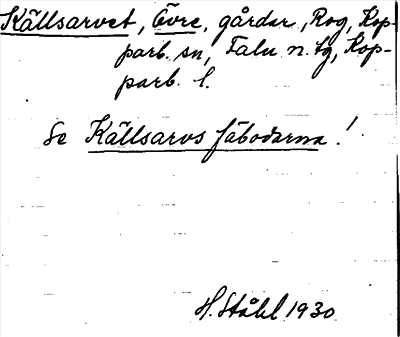 Källsarvet, Övre, gårdar, Rog, Kop-
parb. sn, Falu n. tg, Kop-
parb. l.
Se Källsarvs fäbodarna!
H. Ståhl 1930